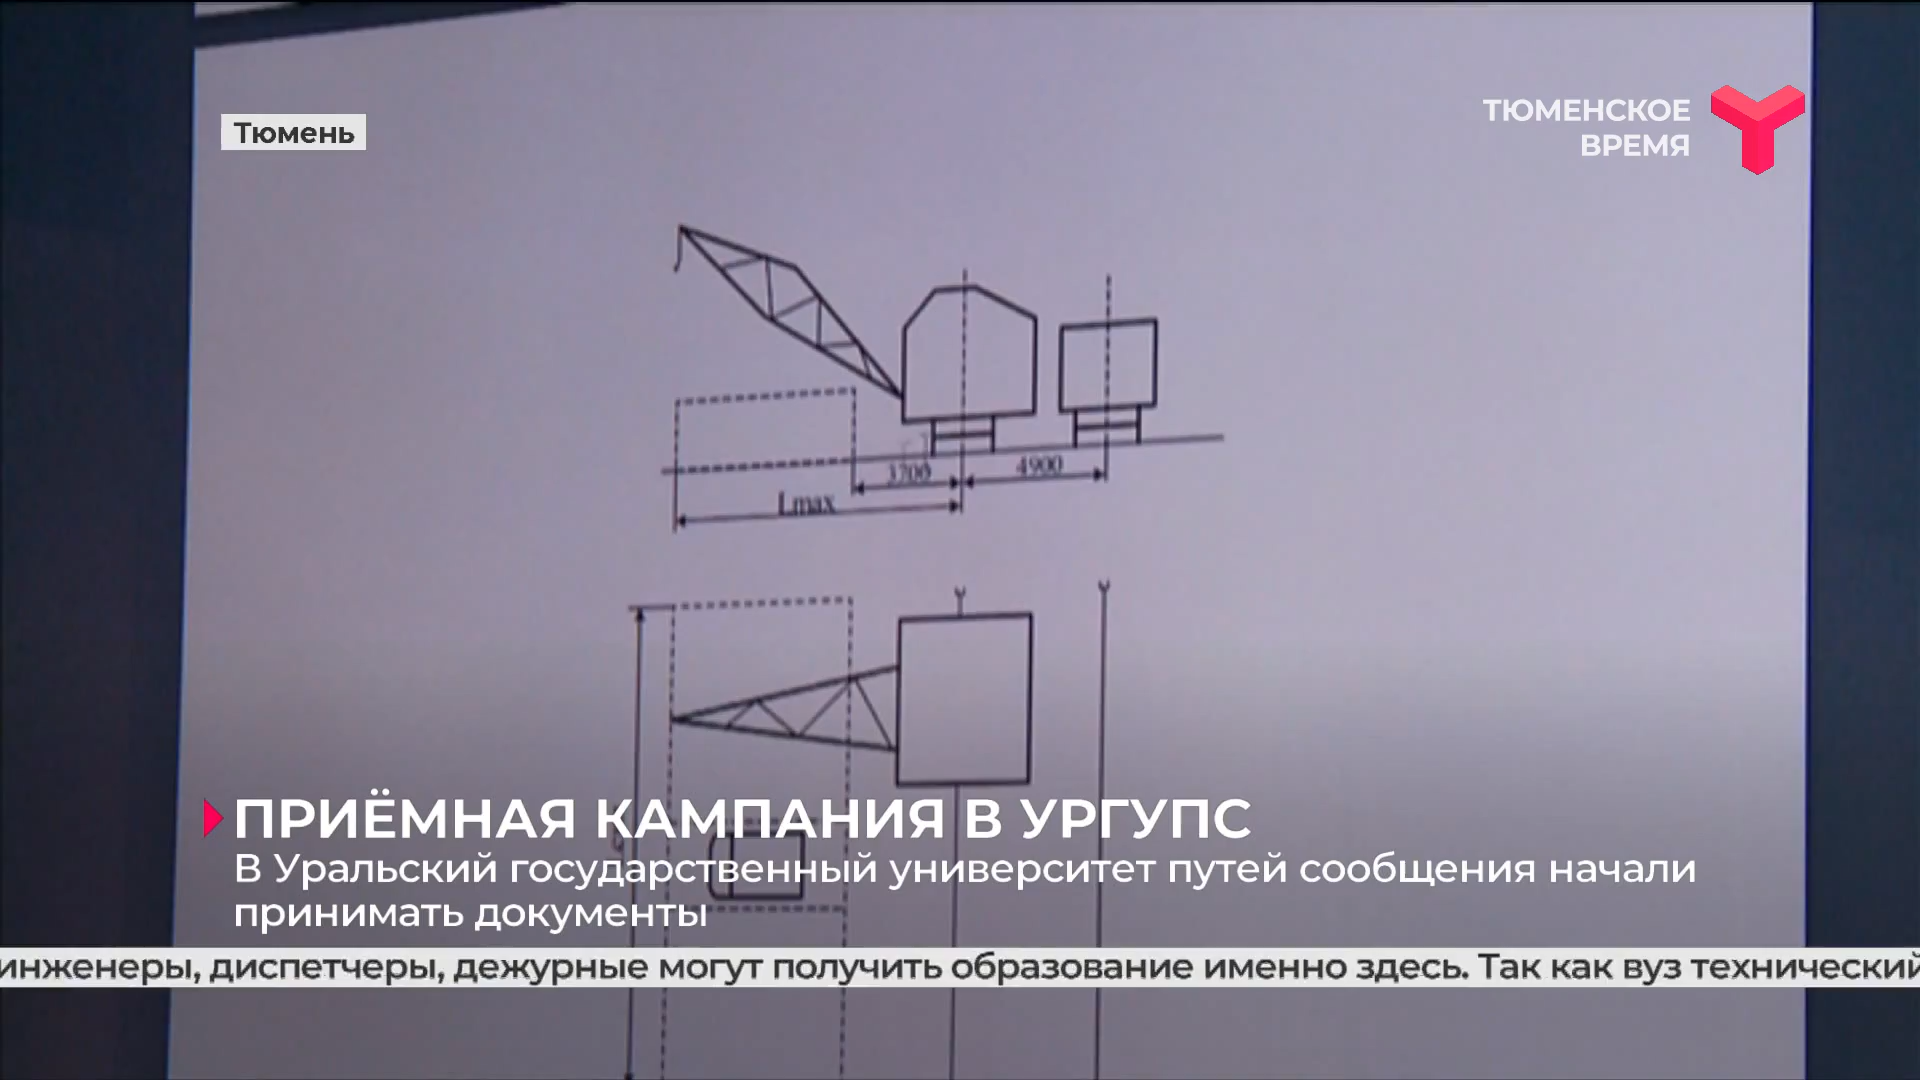 Тюмень
ТЮМЕНСКОЕ
ВРЕМЯ
3700
4900
Lmax
ПРИЁМНАЯ КАМПАНИЯ В УРГУПС
В Уральский государственный университет путей сообщения начали
принимать документы
инженеры, диспетчеры, дежурные могут получить образование именно здесь. Так как вуз технический